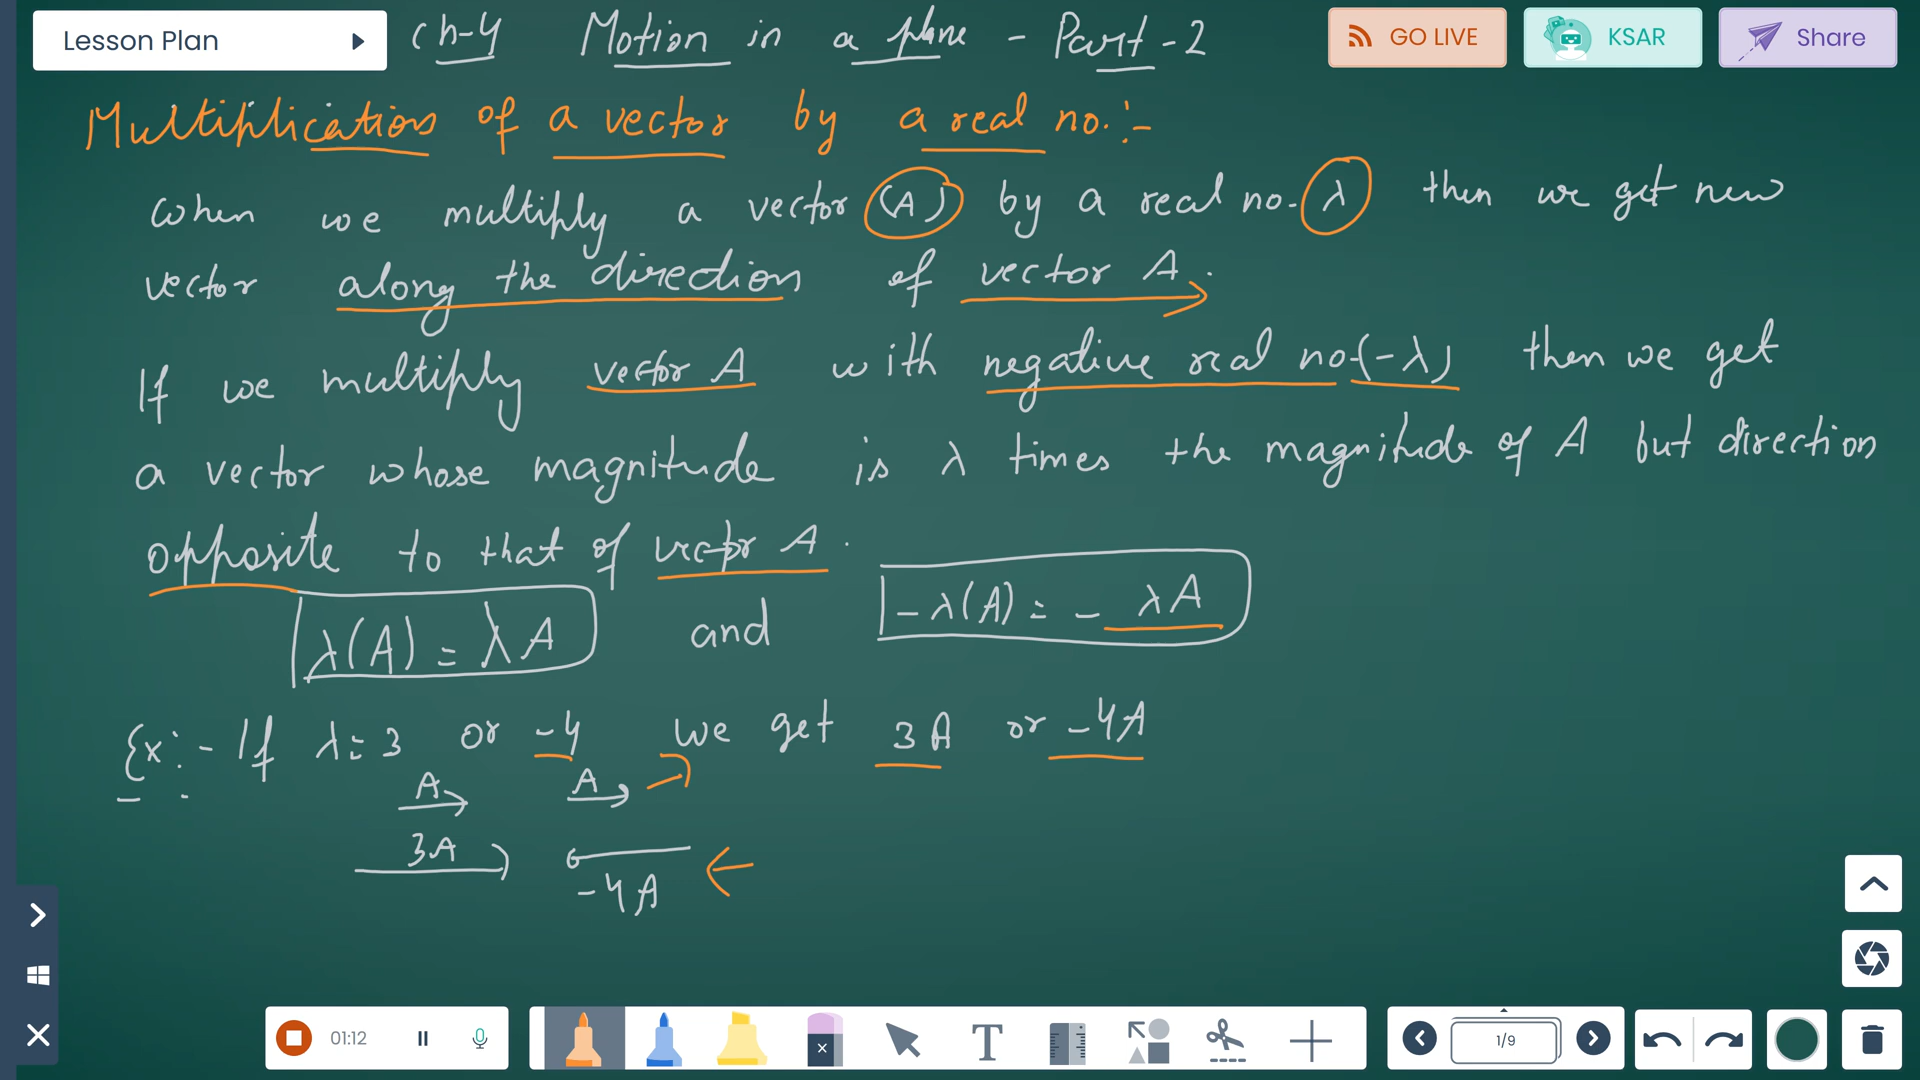 Lesson Plan
Ch-4 Motion in a plane - Part-2
GO LIVE
KSAR
Share
Multiplication of a vector by a real no.:-
When we multiply a vector (A) by a real no. λ then we get new
vector along the direction of vector A.
If we multiply vector A with negative real no(-λ) then we get
a vector whose magnitude is λ times the magnitude of A but direction
opposite to that of vector A.
λ(A) = λA and -λ(A) = - λA
Ex:- If λ=3 or -4 we get 3A or -4A
A A
3A
-4A
01:12
T
1/9